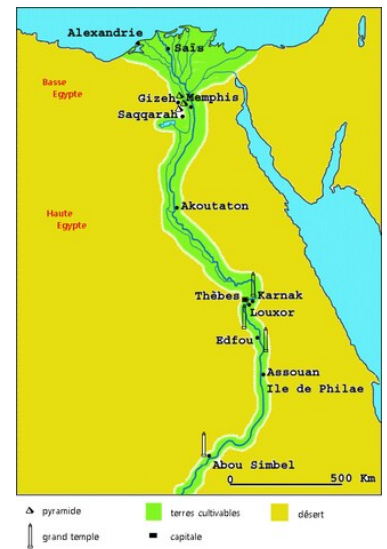 Alexandrie
Saïs
Basse
Egypte
Gizeh
Memphis
Saqqarah
Akoutaton
Haute
Egypte
Thèbes
Karnak
Louxor
Edfou
Assouan
Ile de Philae
Abou Simbel
0 500 Km
pyramide
terres cultivables
désert
grand temple
capitale